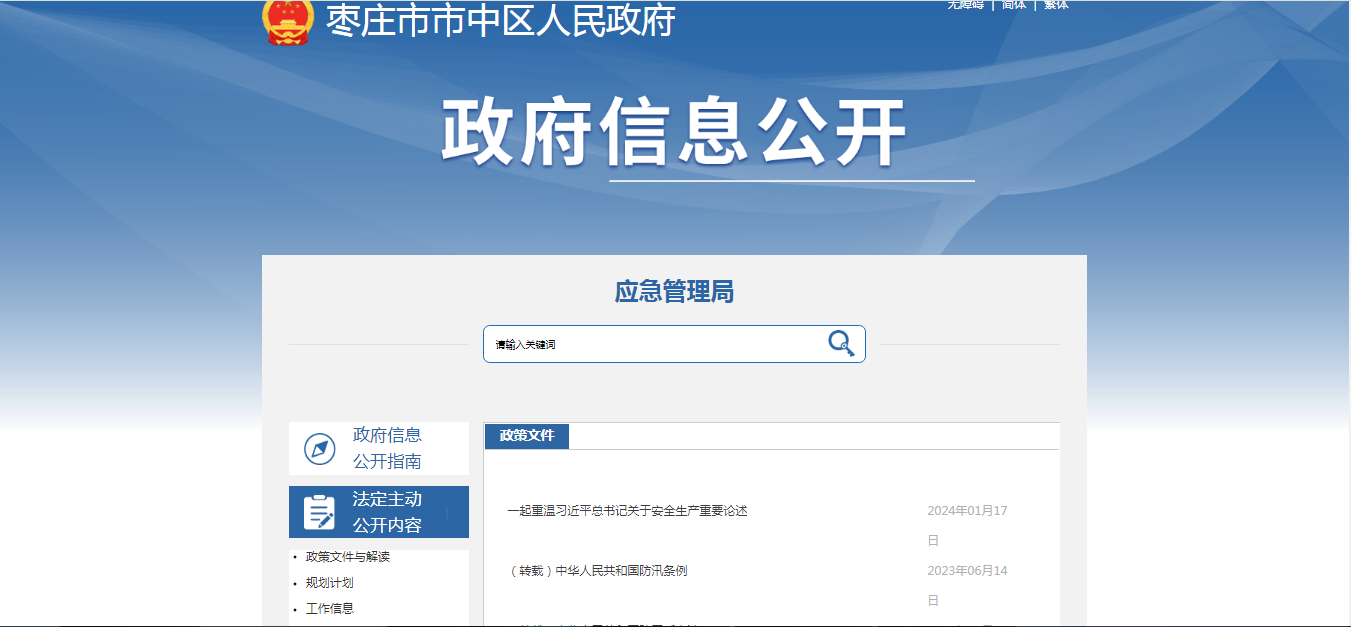 枣庄市市中区人民政府
无障碍 | 简体 | 繁体
政府信息公开
应急管理局
请输入关键词
政府信息
公开指南
法定主动
公开内容
• 政策文件与解读
• 规划计划
• 工作信息
政策文件
一起重温习近平总书记关于安全生产重要论述 2024年01月17
日
（转载）中华人民共和国防汛条例 2023年06月14
日